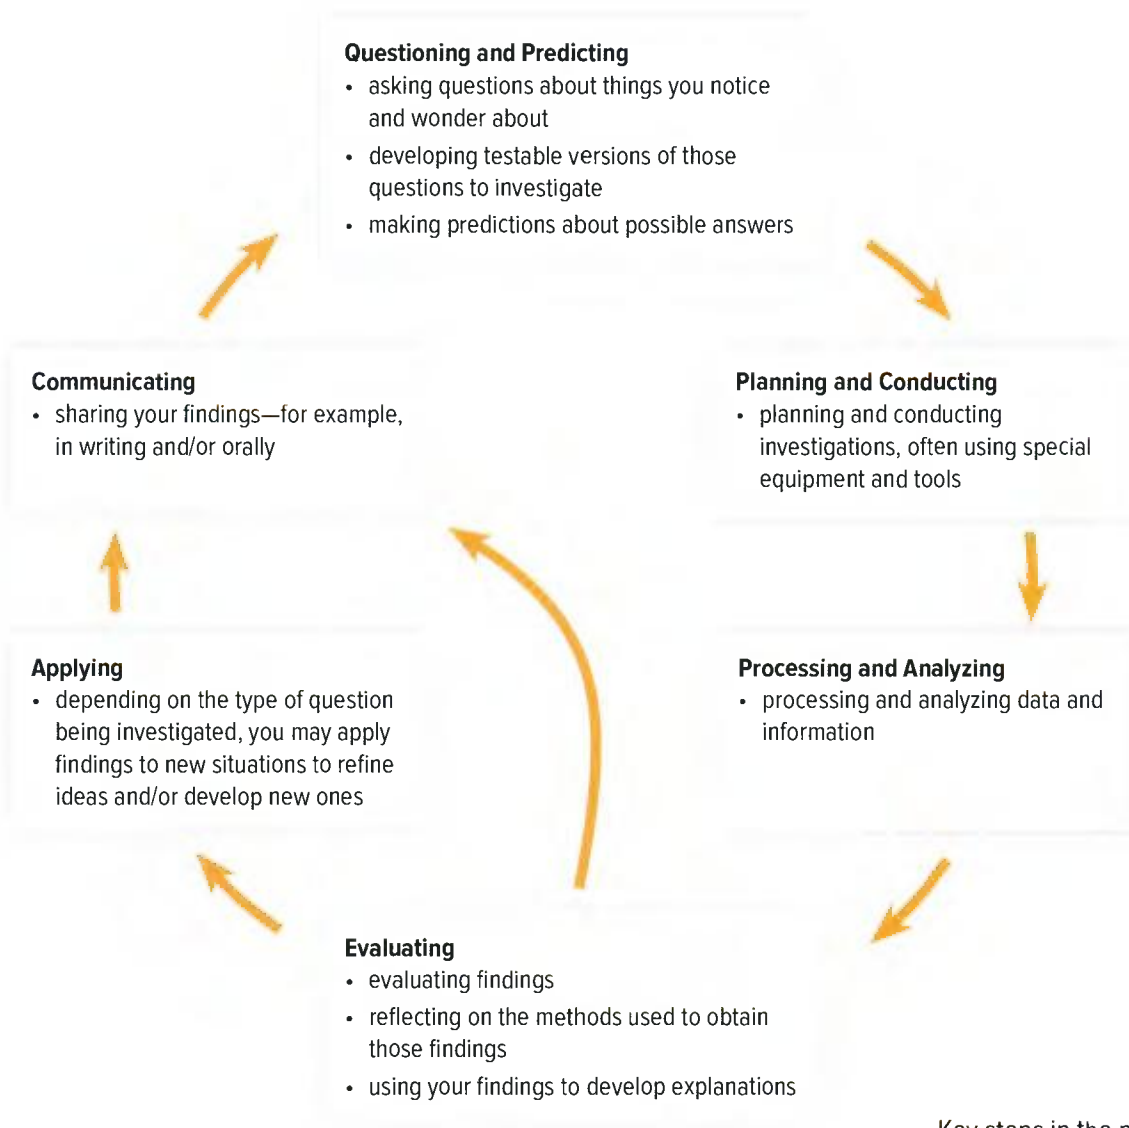 Questioning and Predicting
• asking questions about things you notice
and wonder about
• developing testable versions of those
questions to investigate
• making predictions about possible answers
Planning and Conducting
• planning and conducting
investigations, often using special
equipment and tools
Processing and Analyzing
• processing and analyzing data and
information
Evaluating
• evaluating findings
• reflecting on the methods used to obtain
those findings
• using your findings to develop explanations
Applying
• depending on the type of question
being investigated, you may apply
findings to new situations to refine
ideas and/or develop new ones
Communicating
• sharing your findings—for example,
in writing and/or orally
Key steps in the